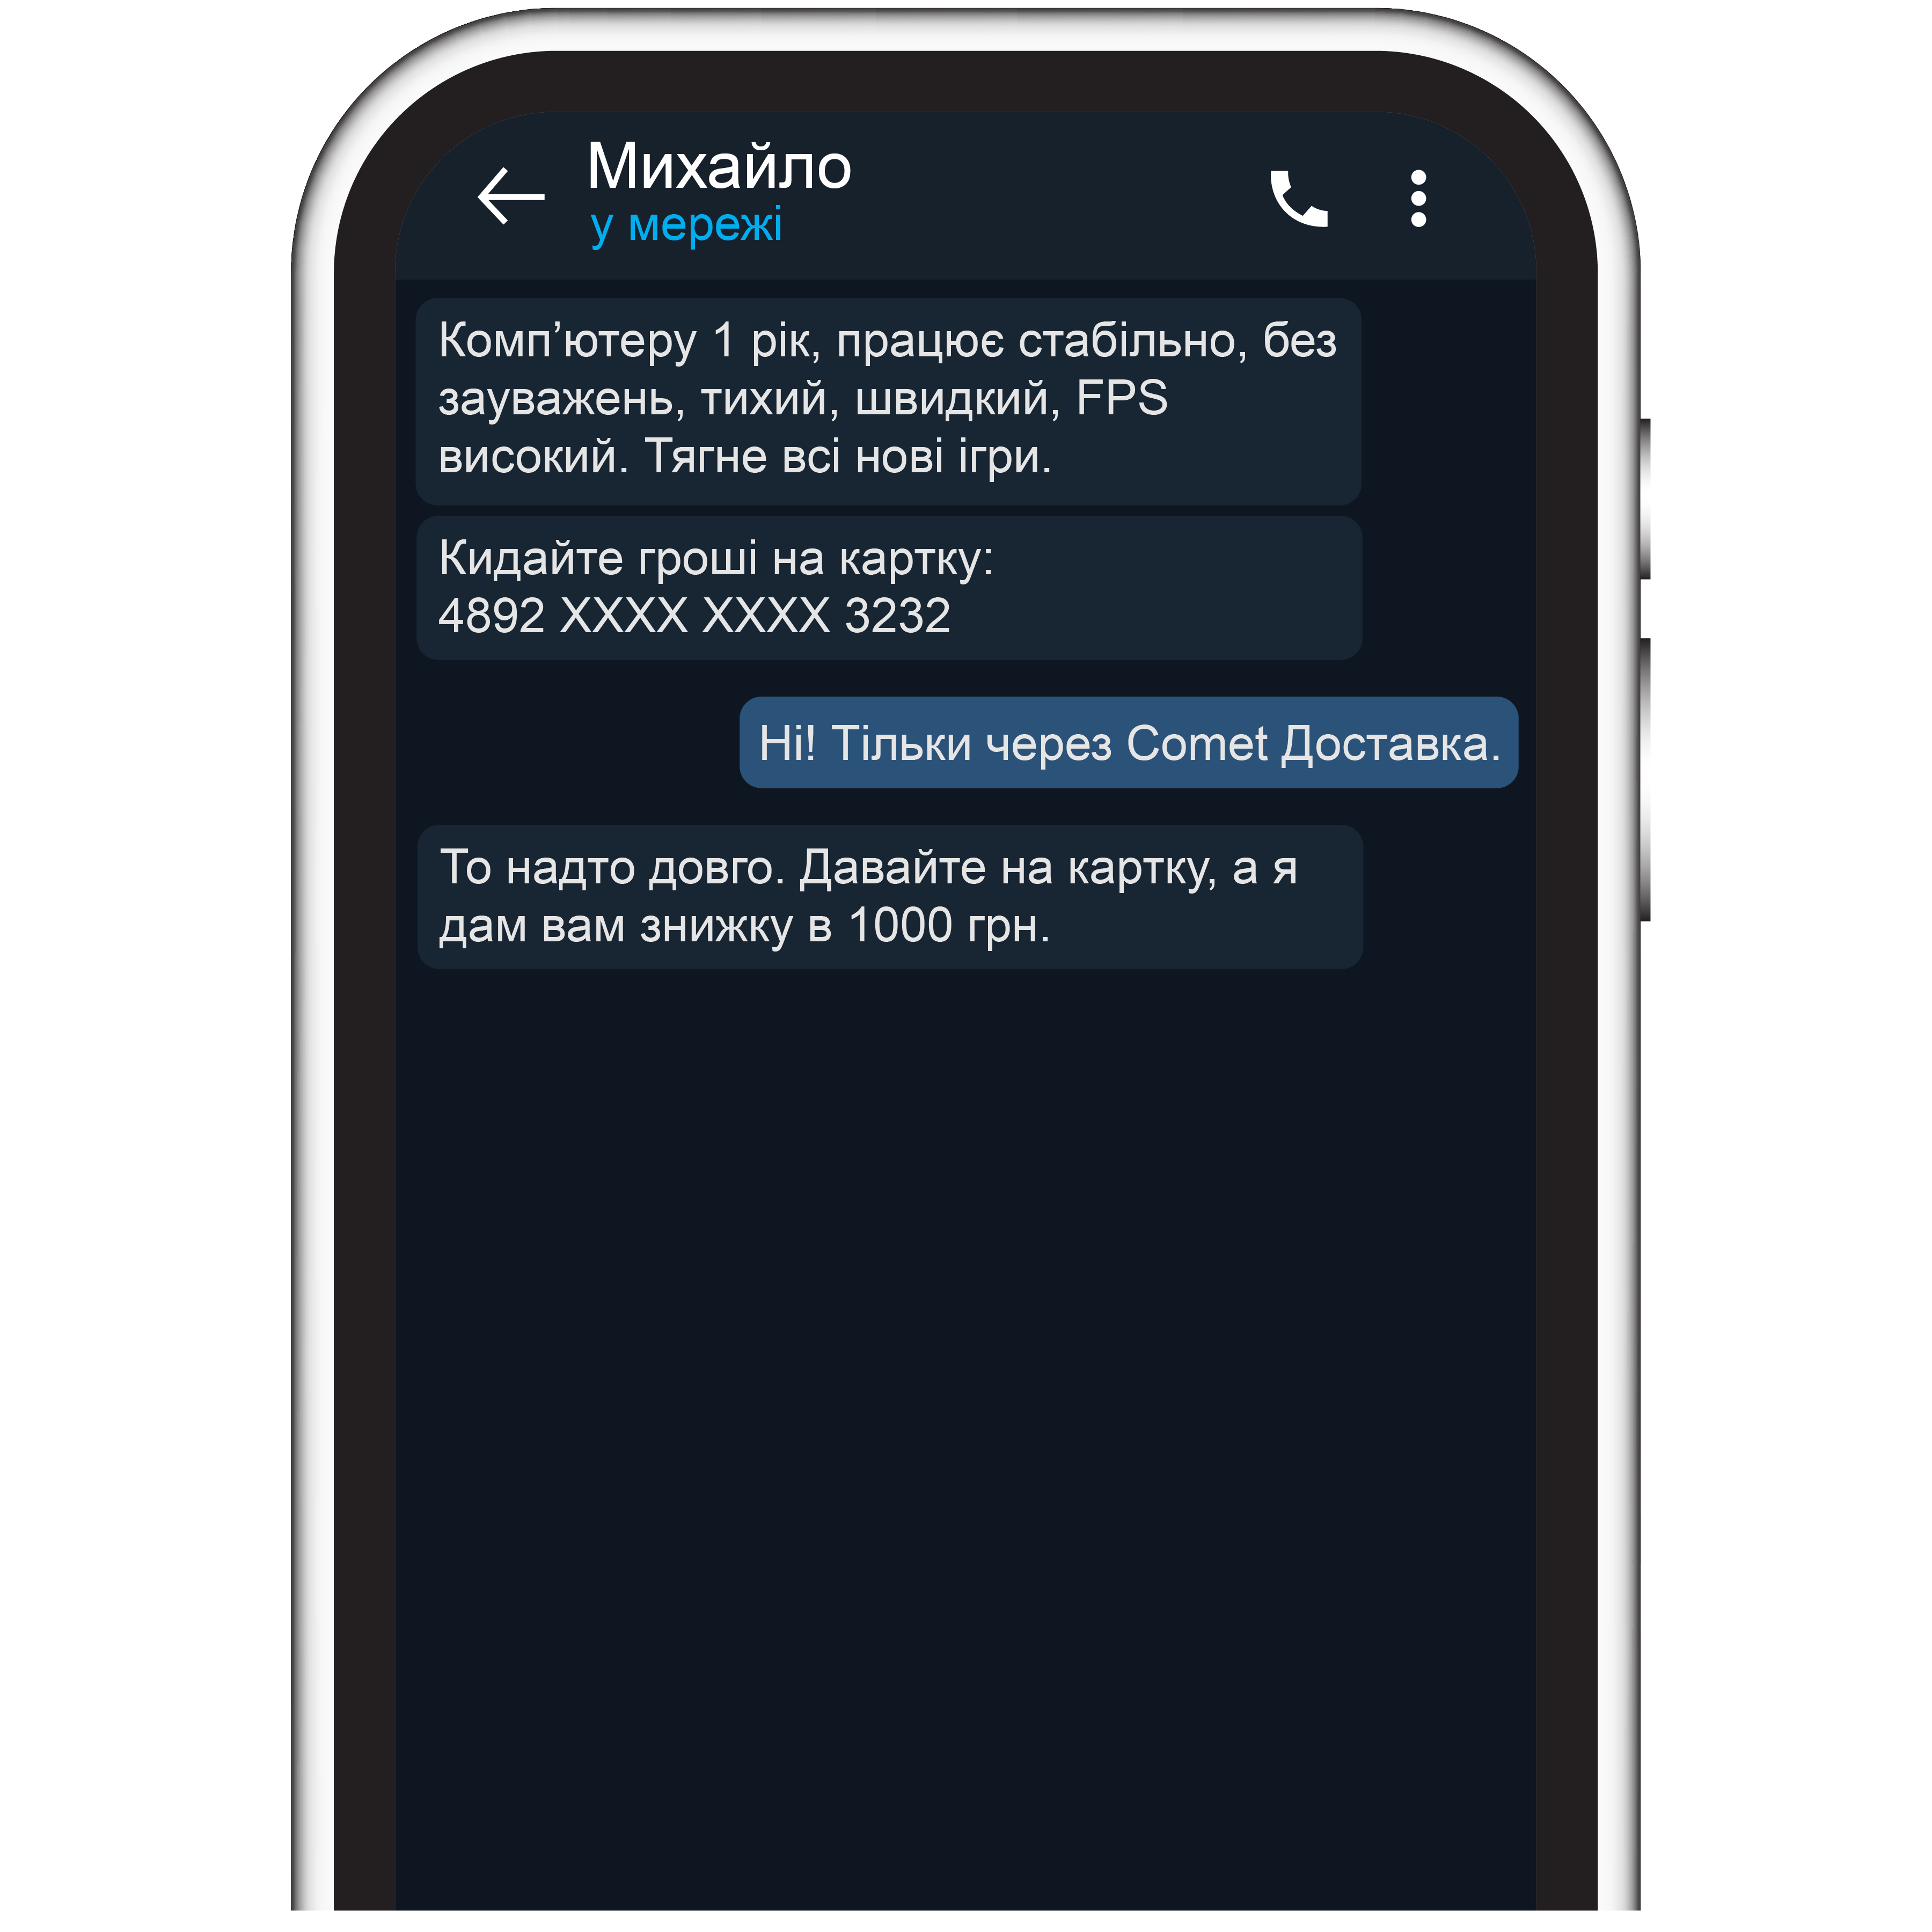 Михайло
у мережі
Комп’ютеру 1 рік, працює стабільно, без
зауважень, тихий, швидкий, FPS
високий. Тягне всі нові ігри.
Кидайте гроші на картку:
4892 XXXX XXXX 3232
Ні! Тільки через Comet Доставка.
То надто довго. Давайте на картку, а я
дам вам знижку в 1000 грн.